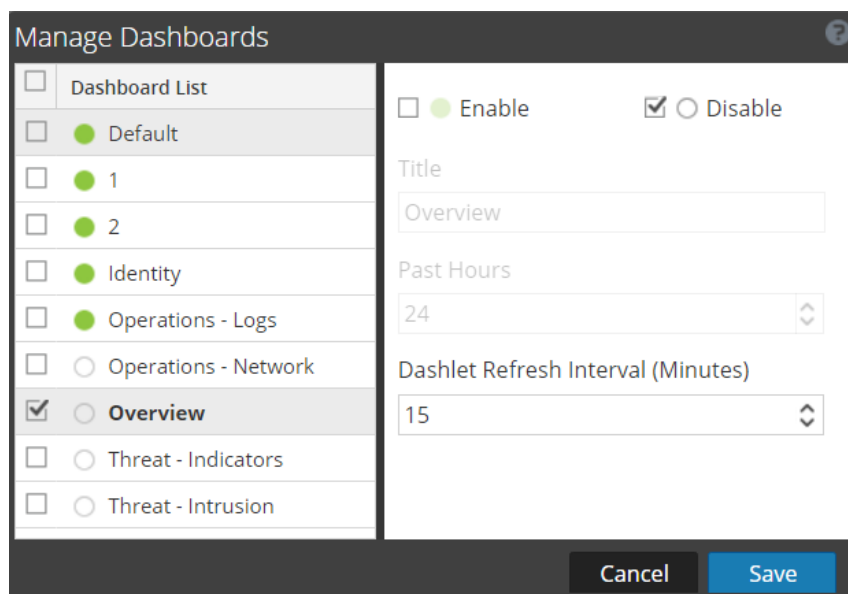 Manage Dashboards
?
Dashboard List
Default
1
2
Identity
Operations - Logs
Operations - Network
Overview
Threat - Indicators
Threat - Intrusion
Enable Disable
Title
Overview
Past Hours
24
Dashlet Refresh Interval (Minutes)
15
Cancel Save